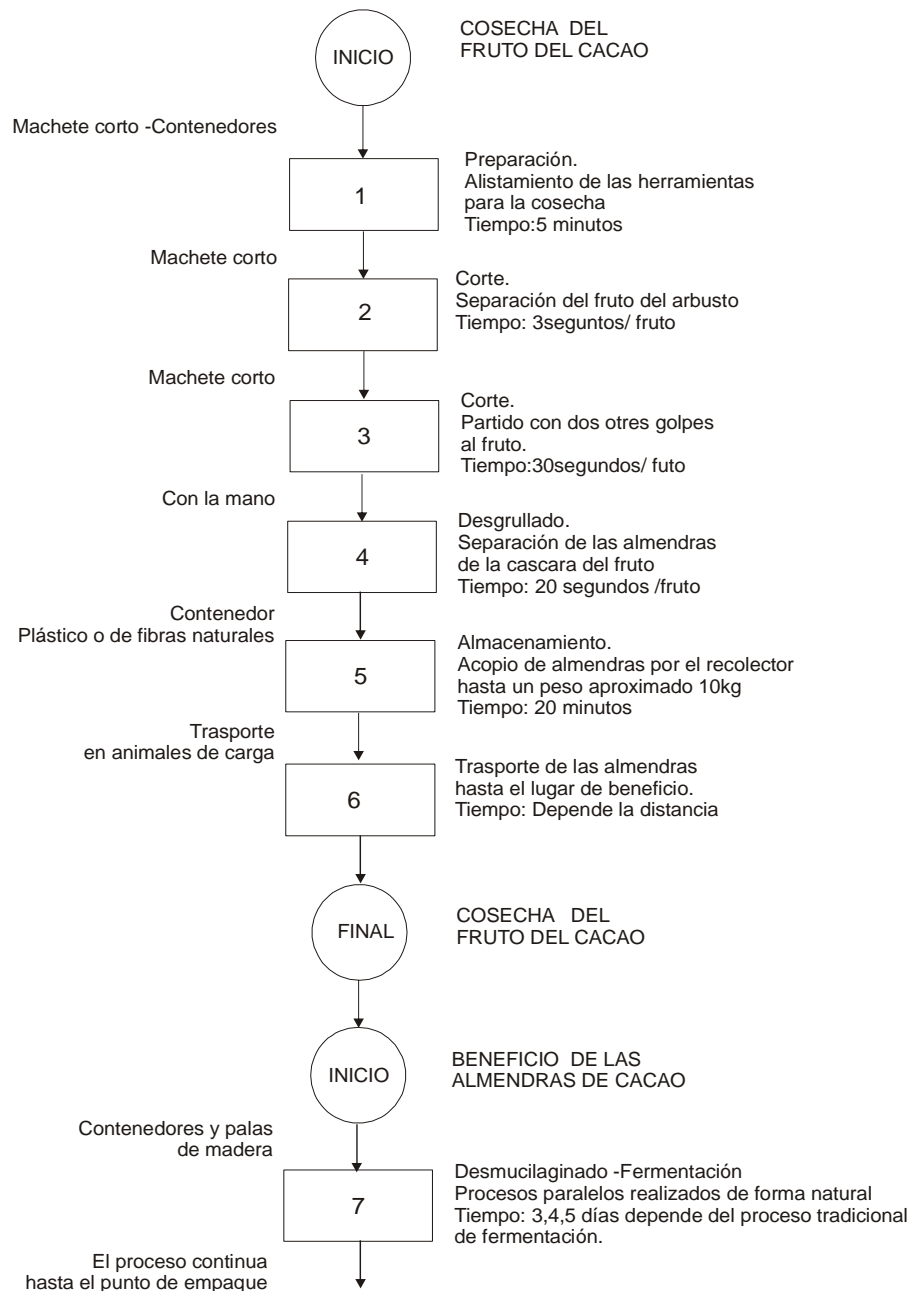 COSECHA DEL
FRUTO DEL CACAO
INICIO
Machete corto -Contenedores
1
Preparación.
Alistamiento de las herramientas
para la cosecha
Tiempo:5 minutos
Machete corto
2
Corte.
Separación del fruto del arbusto
Tiempo: 3seguntos/ fruto
Machete corto
3
Corte.
Partido con dos otres golpes
al fruto.
Tiempo:30segundos/ futo
Con la mano
4
Desgrullado.
Separación de las almendras
de la cascara del fruto
Tiempo: 20 segundos /fruto
Contenedor
Plástico o de fibras naturales
5
Almacenamiento.
Acopio de almendras por el recolector
hasta un peso aproximado 10kg
Tiempo: 20 minutos
Trasporte
en animales de carga
6
Trasporte de las almendras
hasta el lugar de beneficio.
Tiempo: Depende la distancia
FINAL
COSECHA DEL
FRUTO DEL CACAO
INICIO
BENEFICIO DE LAS
ALMENDRAS DE CACAO
Contenedores y palas
de madera
7
Desmucilaginado -Fermentación
Procesos paralelos realizados de forma natural
Tiempo: 3,4,5 días depende del proceso tradicional
de fermentación.
El proceso continua
hasta el punto de empaque